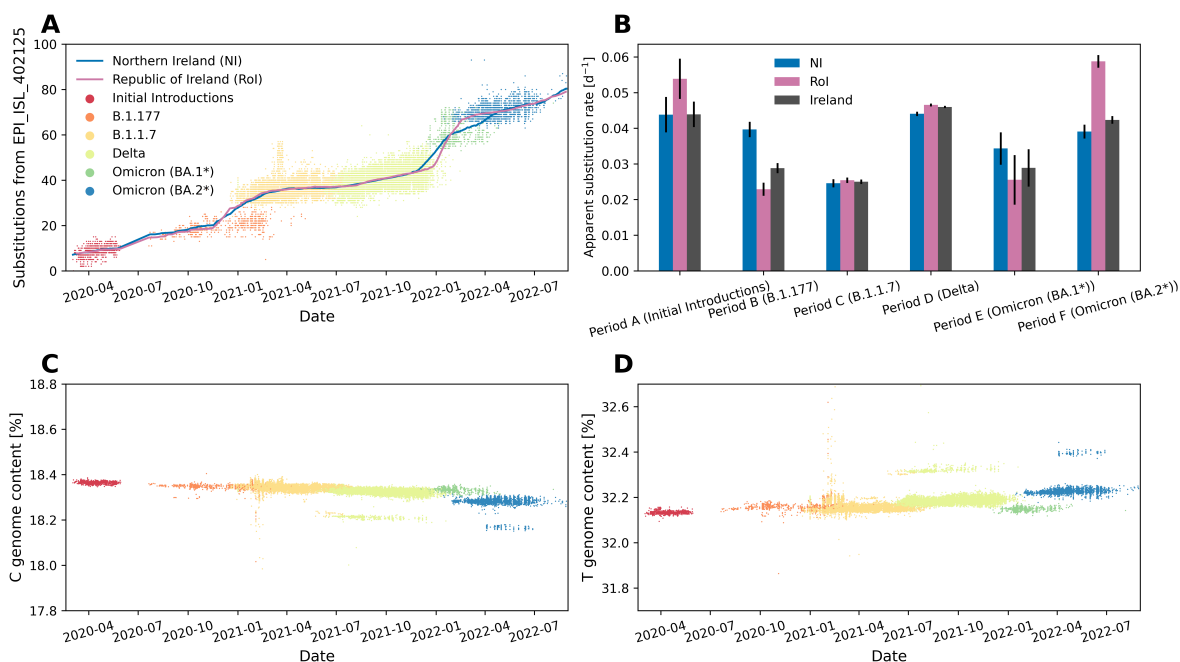 A
Substitutions from EPI_ISL_402125
100
80
60
40
20
0
Northern Ireland (NI)
Republic of Ireland (RoI)
Initial Introductions
B.1.177
B.1.1.7
Delta
Omicron (BA.1*)
Omicron (BA.2*)
2020-04
2020-07
2020-10
2021-01
2021-04
2021-07
2021-10
2022-01
2022-04
2022-07
Date
B
Apparent substitution rate [d⁻¹]
0.06
0.05
0.04
0.03
0.02
0.01
0.00
NI
RoI
Ireland
Period A (Initial Introductions)
Period B (B.1.177)
Period C (B.1.1.7)
Period D (Delta)
Period E (Omicron (BA.1*))
Period F (Omicron (BA.2*))
C
C genome content [%]
18.8
18.6
18.4
18.2
18.0
17.8
2020-04
2020-07
2020-10
2021-01
2021-04
2021-07
2021-10
2022-01
2022-04
2022-07
Date
D
T genome content [%]
32.6
32.4
32.2
32.0
31.8
2020-04
2020-07
2020-10
2021-01
2021-04
2021-07
2021-10
2022-01
2022-04
2022-07
Date